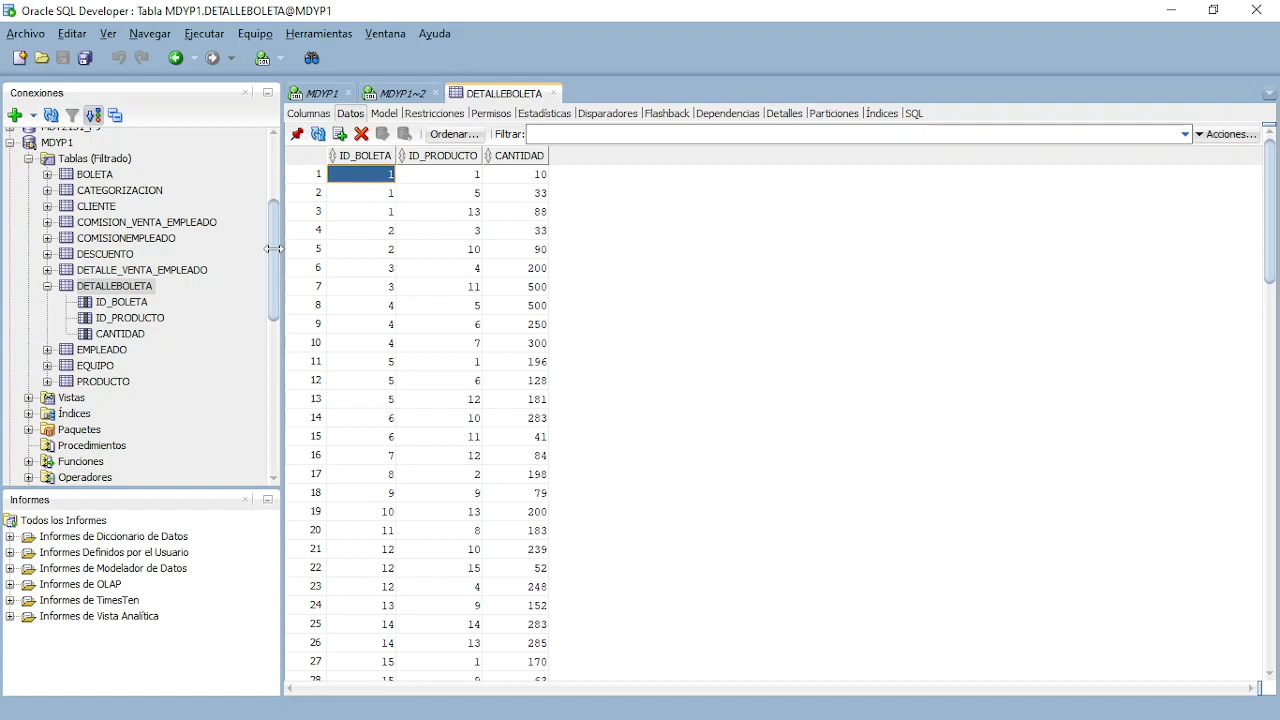 Oracle SQL Developer : Tabla MDYP1.DETALLEBOLETA@MDYP1
Archivo Editar Ver Navegar Ejecutar Equipo Herramientas Ventana Ayuda
Conexiones
MDYP1
Tablas (Filtrado)
BOLETA
CATEGORIZACION
CLIENTE
COMISION_VENTA_EMPLEADO
COMISIONEMPLEADO
DESCUENTO
DETALLE_VENTA_EMPLEADO
DETALLEBOLETA
ID_BOLETA
ID_PRODUCTO
CANTIDAD
EMPLEADO
EQUIPO
PRODUCTO
Vistas
Índices
Paquetes
Procedimientos
Funciones
Operadores
Informes
Todos los Informes
Informes de Diccionario de Datos
Informes Definidos por el Usuario
Informes de Modelador de Datos
Informes de OLAP
Informes de TimesTen
Informes de Vista Analítica
MDYP1 MDYP1~2 DETALLEBOLETA
Columnas Datos Model Restricciones Permisos Estadísticas Disparadores Flashback Dependencias Detalles Particiones Índices SQL
Ordenar... Filtrar: Acciones...
ID_BOLETA ID_PRODUCTO CANTIDAD
1 1 1 10
2 1 5 33
3 1 13 88
4 2 3 33
5 2 10 90
6 3 4 200
7 3 11 500
8 4 5 500
9 4 6 250
10 4 7 300
11 5 1 196
12 5 6 128
13 5 12 181
14 6 10 283
15 6 11 41
16 7 12 84
17 8 2 198
18 9 9 79
19 10 13 200
20 11 8 183
21 12 10 239
22 12 15 52
23 12 4 248
24 13 9 152
25 14 14 283
26 14 13 285
27 15 1 170
28 15